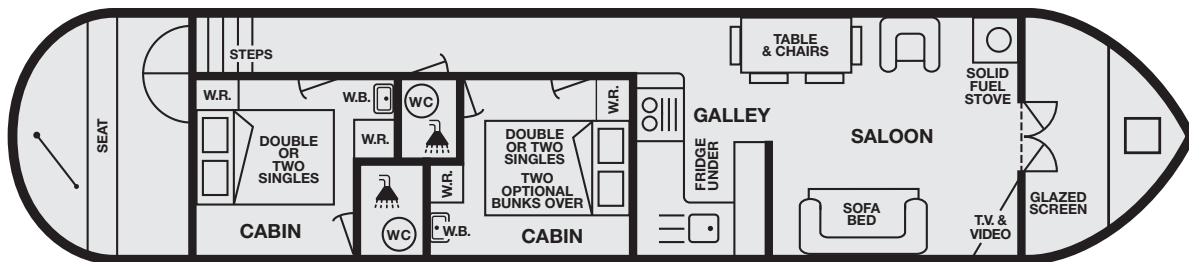 SEAT
STEPS
W.R.
DOUBLE
OR
TWO
SINGLES
CABIN
W.B.
W.R.
WC
WC
W.R.
W.B.
W.R.
DOUBLE
OR TWO
SINGLES
TWO
OPTIONAL
BUNKS OVER
CABIN
GALLEY
FRIDGE
UNDER
TABLE
& CHAIRS
SALOON
SOFA
BED
SOLID
FUEL
STOVE
T.V. &
VIDEO
GLAZED
SCREEN